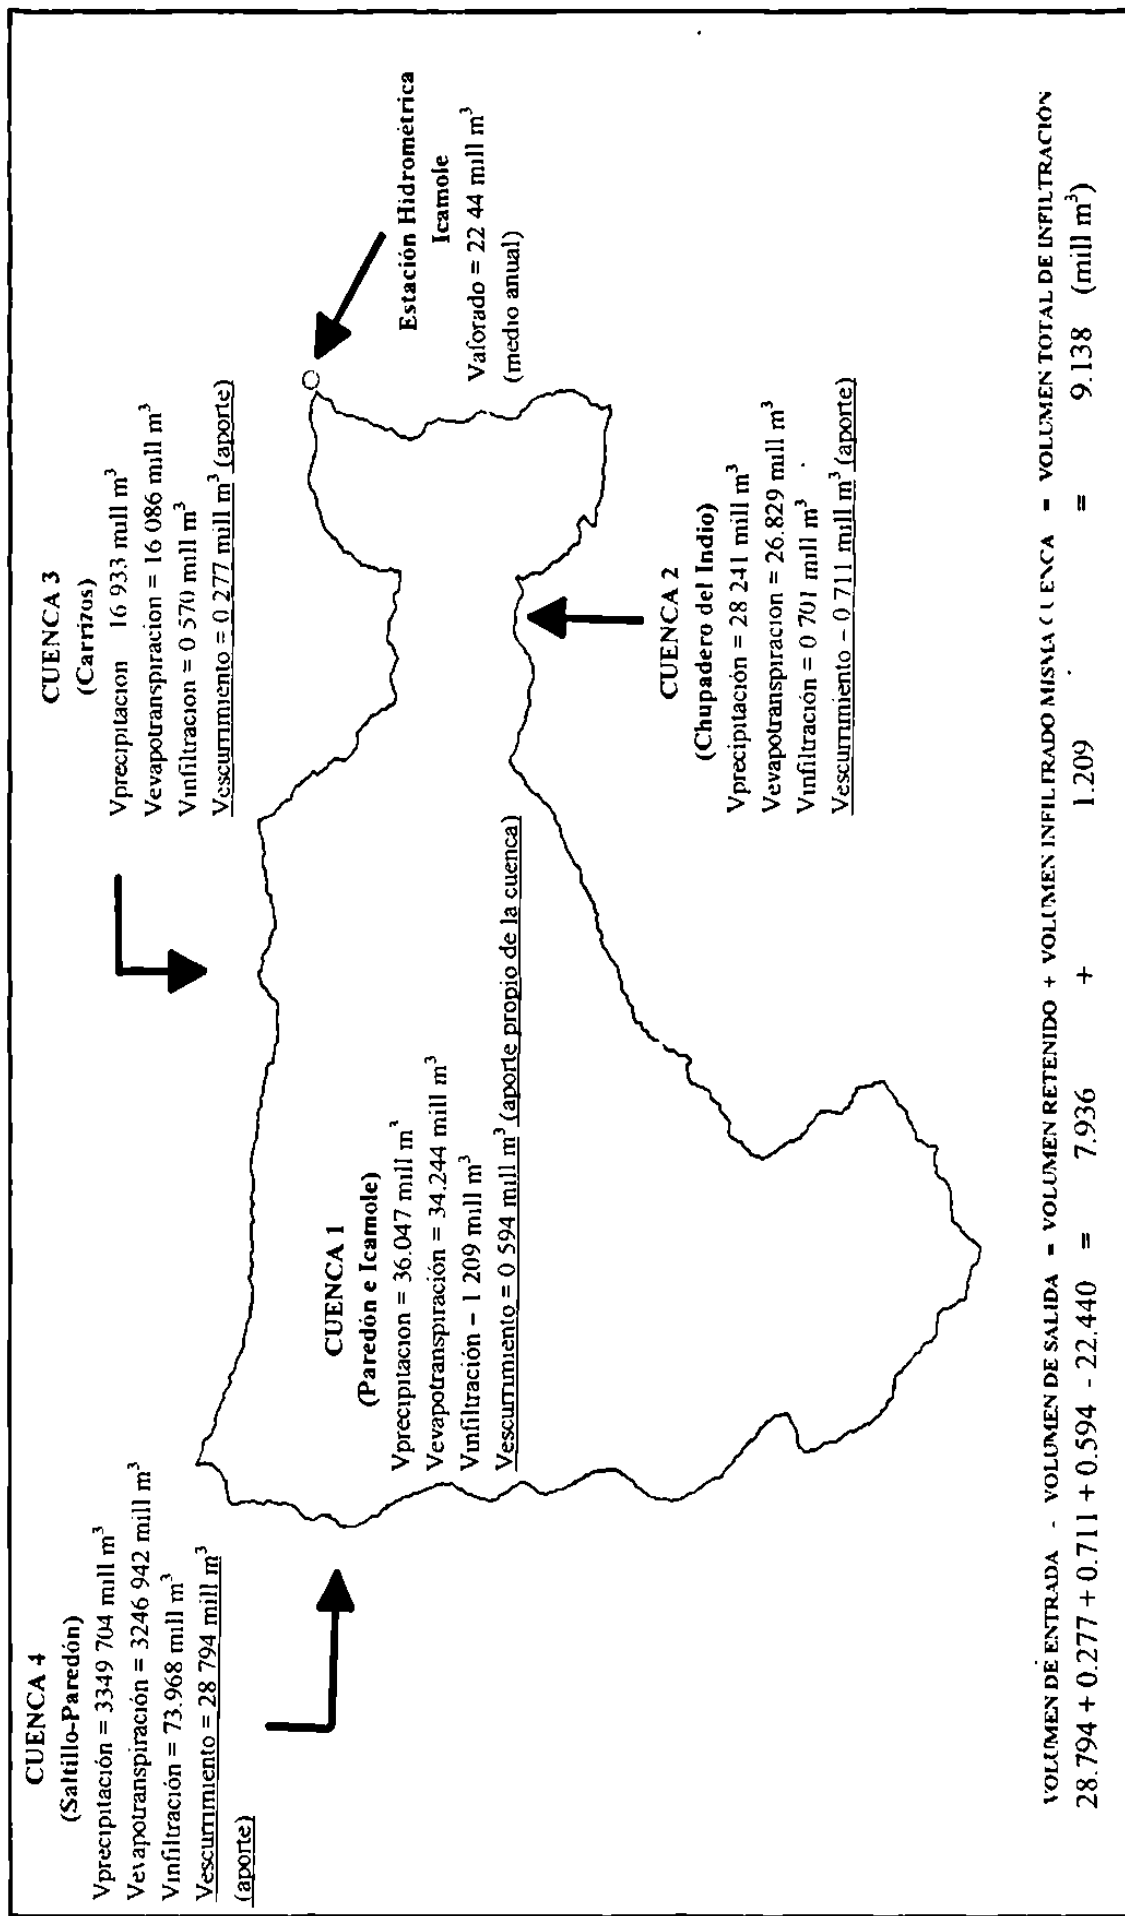 CUENCA 4
(Saltillo-Paredón)
Vprecipitación = 3349 704 mill m³
Vevapotranspiración = 3246 942 mill m³
Vinfiltración = 73.968 mill m³
Vescurrimiento = 28 794 mill m³
(aporte)
CUENCA 3
(Carrizos)
Vprecipitacion 16 933 mill m³
Vevapotranspiracion = 16 086 mill m³
Vinfiltracion = 0 570 mill m³
Vescurrimiento = 0 277 mill m³ (aporte)
Estación Hidrométrica
Icamole
Vaforado = 22 44 mill m³
(medio anual)
CUENCA 1
(Paredón e Icamole)
Vprecipitacion = 36.047 mill m³
Vevapotranspiración = 34.244 mill m³
Vinfiltración – 1 209 mill m³
Vescurrimiento = 0 594 mill m³ (aporte propio de la cuenca)
CUENCA 2
(Chupadero del Indio)
Vprecipitación = 28 241 mill m³
Vevapotranspiracion = 26.829 mill m³
Vinfiltración = 0 701 mill m³
Vescurrimiento – 0 711 mill m³ (aporte)
VOLUMEN DE ENTRADA - VOLUMEN DE SALIDA = VOLUMEN RETENIDO + VOLUMEN INFILTRADO MISMA CUENCA = VOLUMEN TOTAL DE INFILTRACIÓN
28.794 + 0.277 + 0.711 + 0.594 - 22.440 = 7.936 + 1.209 = 9.138 (mill m³)